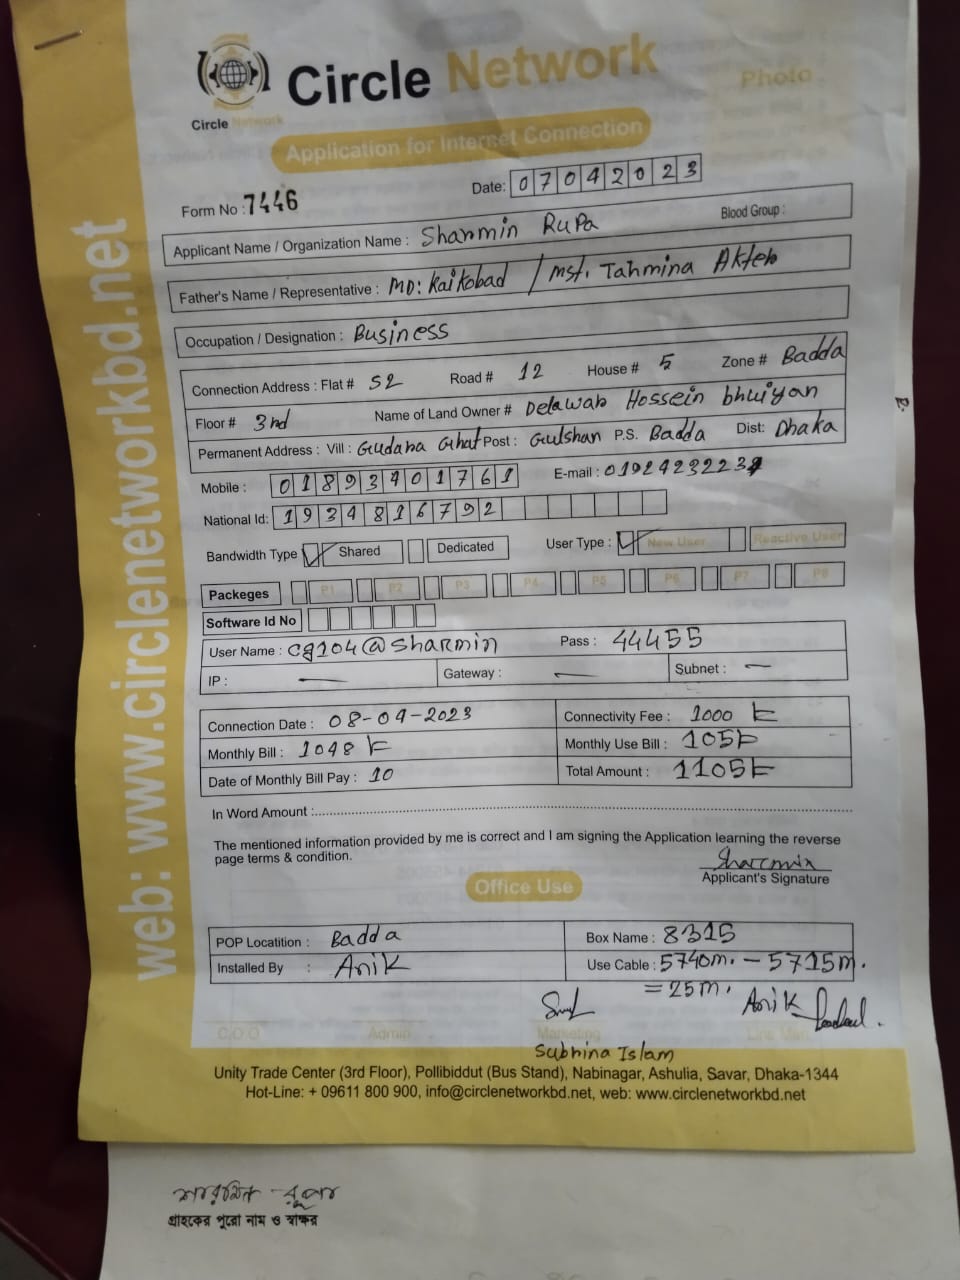 Circle Network
Circle Network
Photo
Application for Internet Connection
Form No : 7446
Date: 07042023
Applicant Name / Organization Name : Sharmin Rupa
Blood Group :
Father's Name / Representative : MD: Kaikobad / Mst. Tahmina Akter
Occupation / Designation : Business
Connection Address : Flat # S2 Road # 12 House # 5 Zone # Badda
Floor # 3rd Name of Land Owner # Delawar Hossein bhuiyan
Permanent Address : Vill : Gudara Ghat Post : Gulshan P.S. Badda Dist: Dhaka
Mobile : 01893401761 E-mail :
National Id: 1934816792
Bandwidth Type Shared Dedicated User Type : New User Reactive User
Packeges P1 P2 P3 P4 P5 P6 P7 P8
Software Id No
User Name : cg104@sharmin Pass : 44455
IP : — Gateway : — Subnet : —
Connection Date : 08-04-2023 Connectivity Fee : 1000
Monthly Bill : 1048 Monthly Use Bill : 105
Date of Monthly Bill Pay : 10 Total Amount : 1105
In Word Amount :
The mentioned information provided by me is correct and I am signing the Application learning the reverse
page terms & condition.
Sharmin
Applicant's Signature
Office Use
POP Locatition : Badda Box Name : 8315
Installed By : Anik Use Cable : 5740m. - 5715m.
= 25m.
Anik
C.O.O Admin Marketing Line Man
Subrina Islam
Unity Trade Center (3rd Floor), Pollibiddut (Bus Stand), Nabinagar, Ashulia, Savar, Dhaka-1344
Hot-Line: + 09611 800 900, info@circlenetworkbd.net, web: www.circlenetworkbd.net
web: www.circlenetworkbd.net
শারমিন রুপা
গ্রাহকের পুরো নাম ও স্বাক্ষর